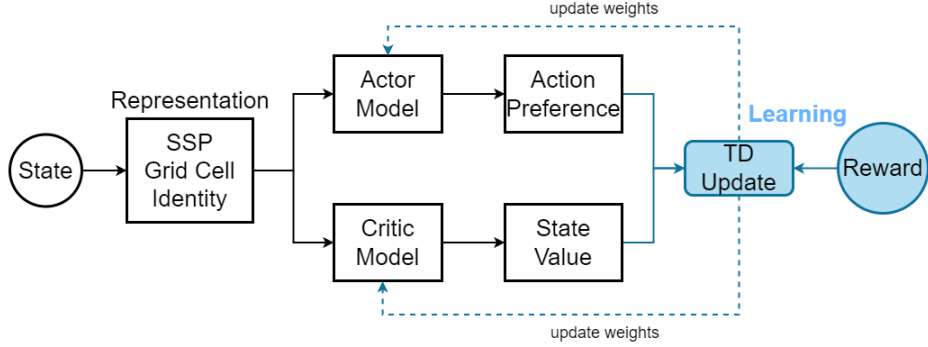 update weights
Representation
State
SSP
Grid Cell
Identity
Actor
Model
Action
Preference
Critic
Model
State
Value
Learning
TD
Update
Reward
update weights